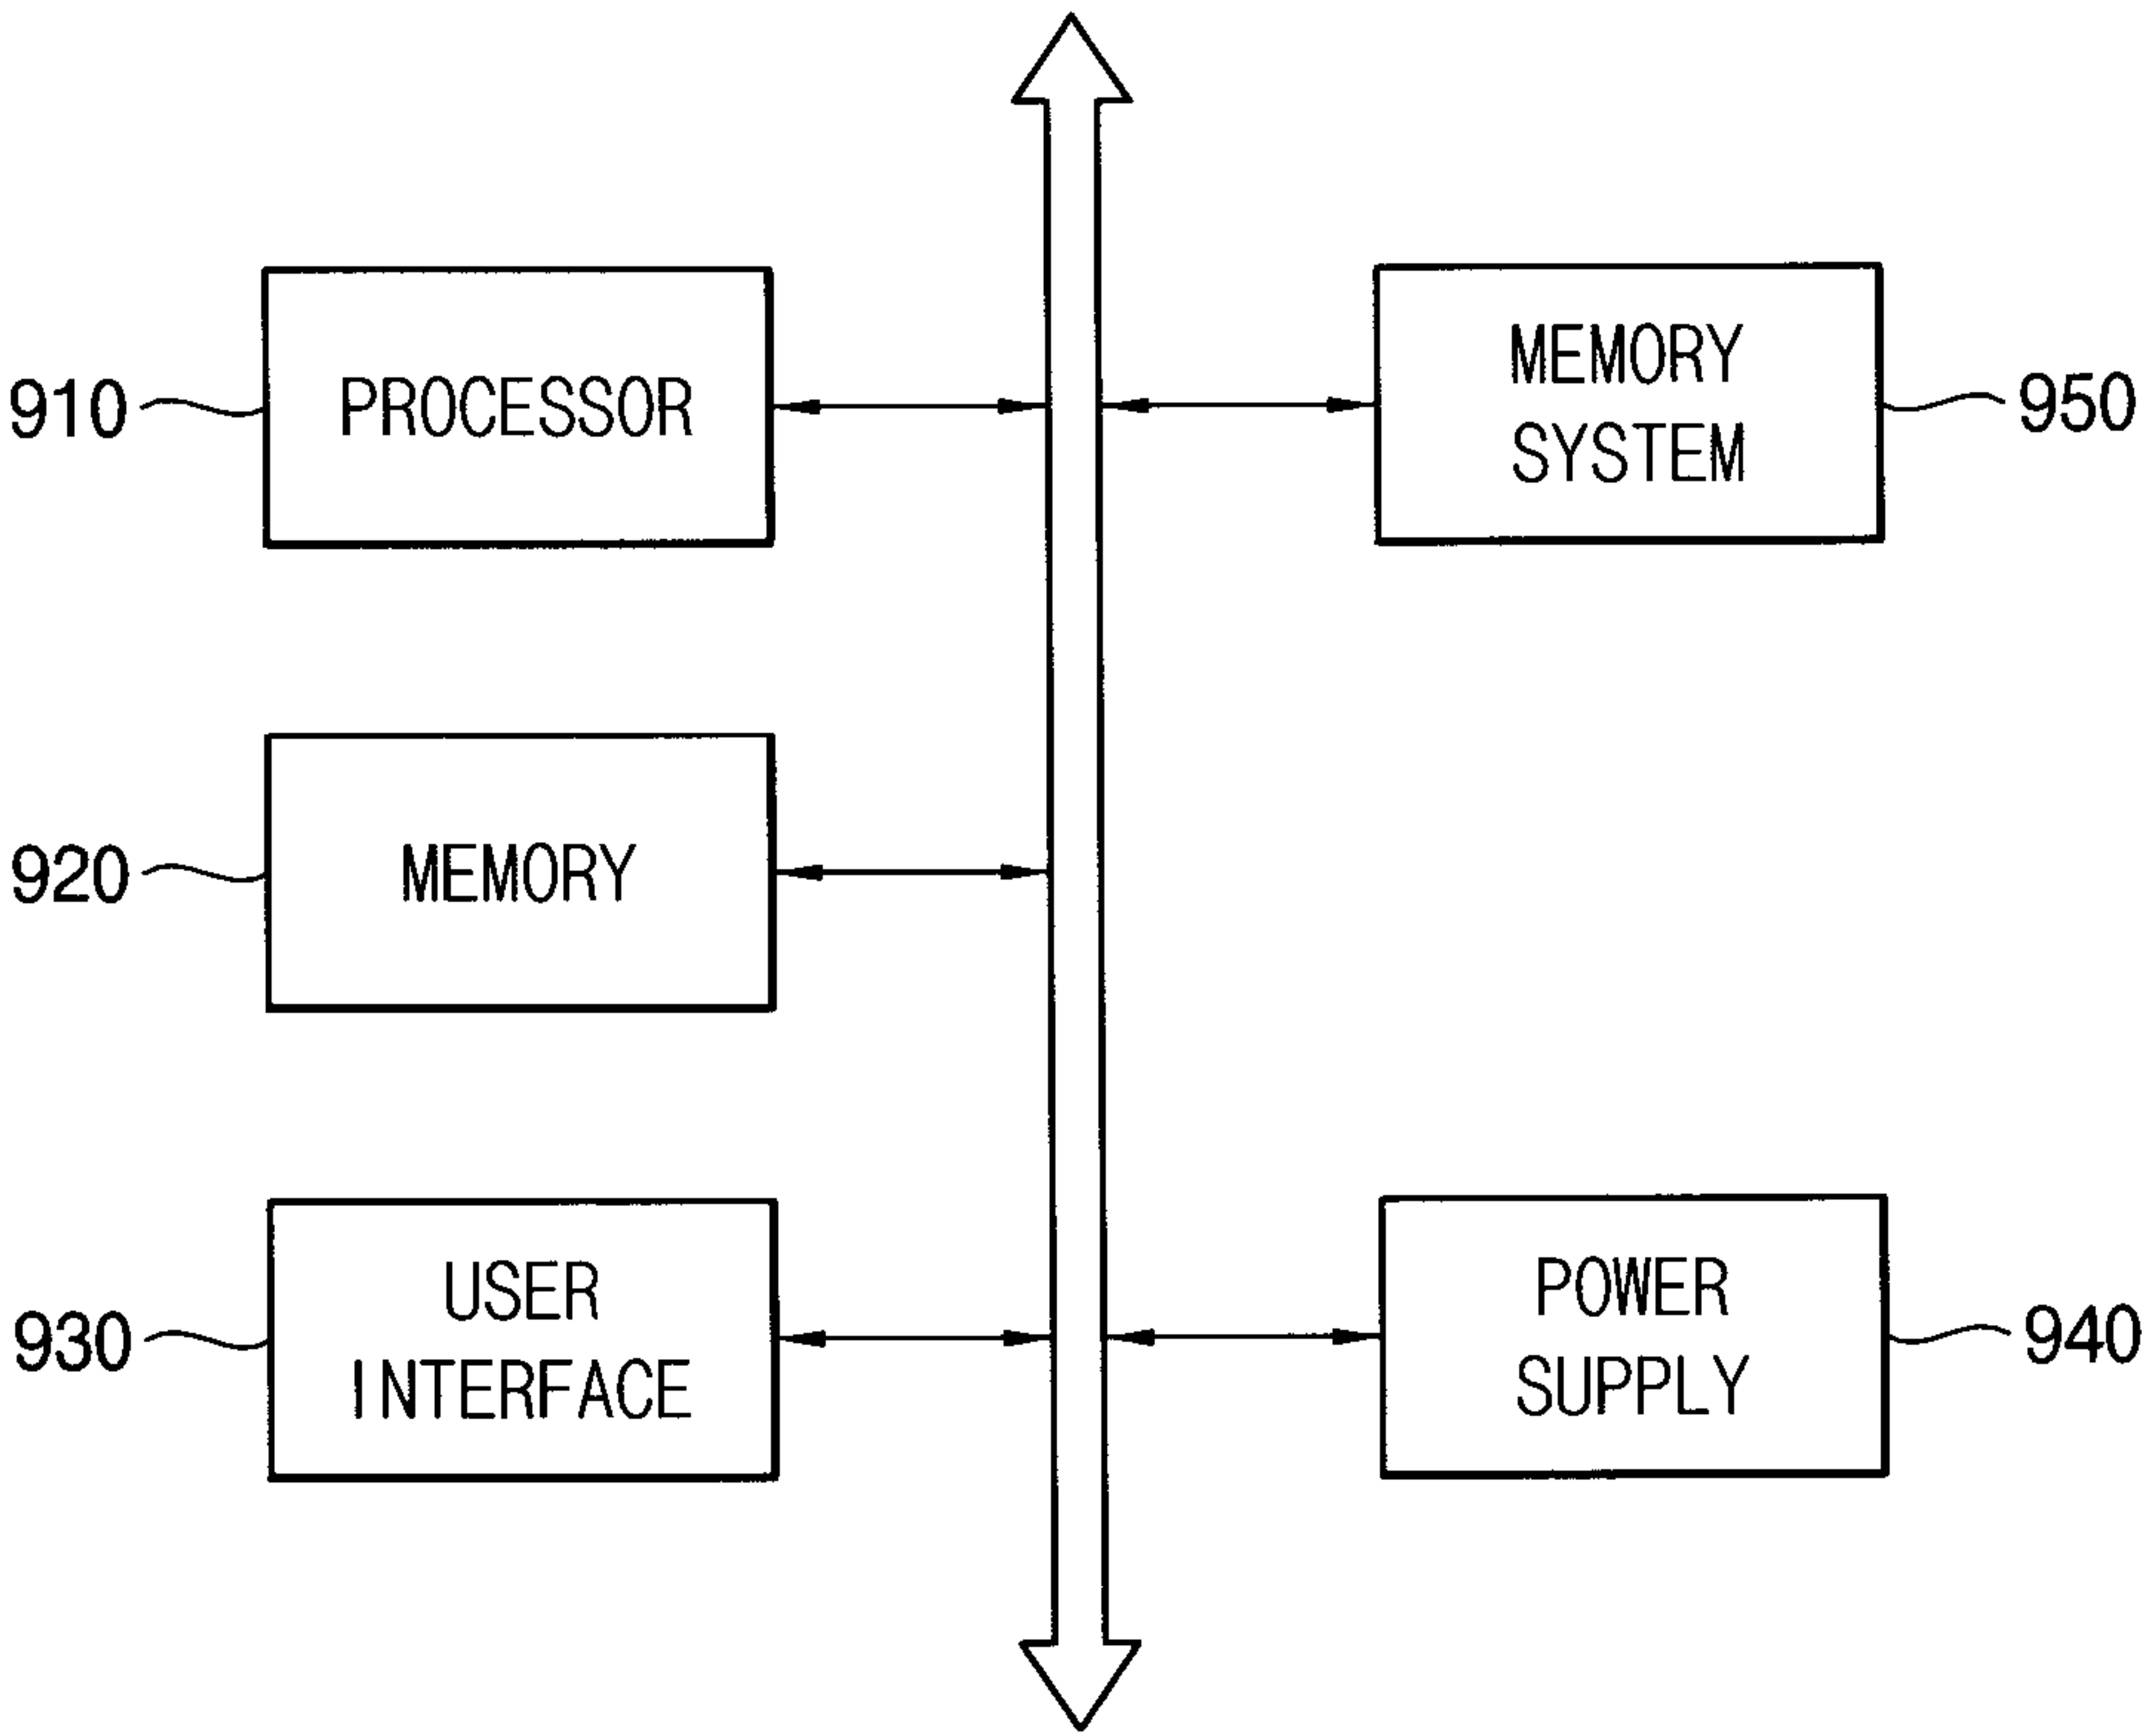 910
PROCESSOR
MEMORY
SYSTEM
950
920
MEMORY
930
USER
INTERFACE
POWER
SUPPLY
940